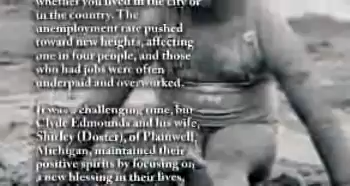 whether you lived in the city or
in the country. The
unemployment rate pushed
toward new heights, affecting
one in four people, and those
who had jobs were often
underpaid and overworked.
It was a challenging time, but
Clyde Edmunds and his wife,
Shirley (Doster), of Plainwell,
Michigan, maintained their
positive spirits by focusing on
a new blessing in their lives,